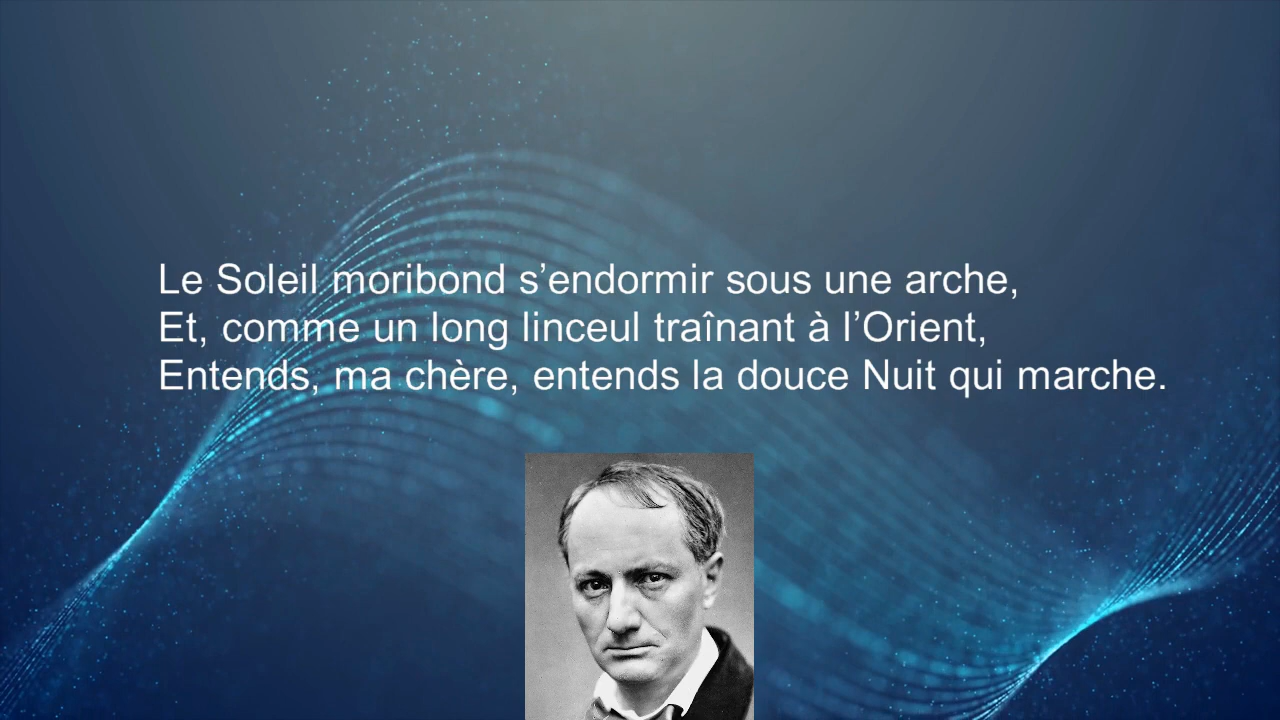 Le Soleil moribond s’endormir sous une arche,
Et, comme un long linceul traînant à l’Orient,
Entends, ma chère, entends la douce Nuit qui marche.